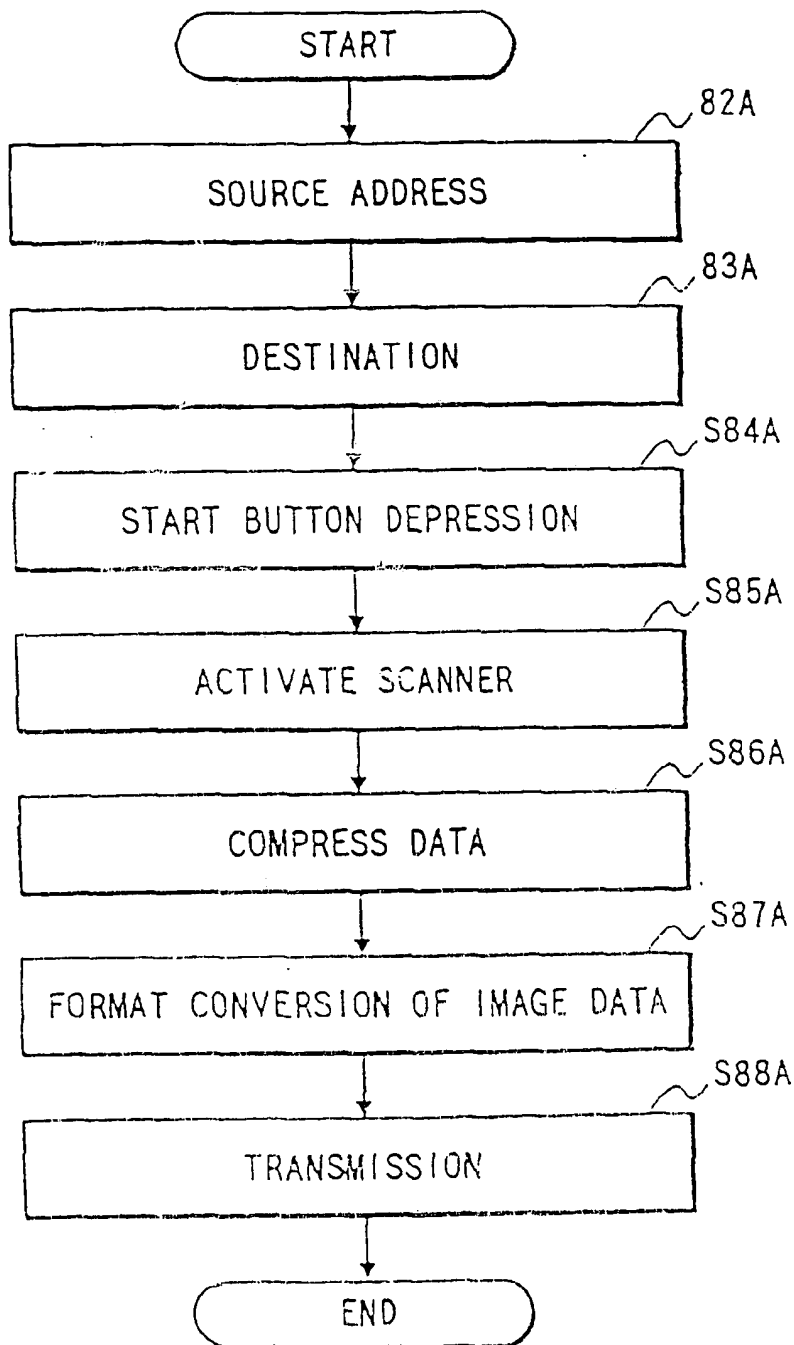 START
82A
SOURCE ADDRESS
83A
DESTINATION
S84A
START BUTTON DEPRESSION
S85A
ACTIVATE SCANNER
S86A
COMPRESS DATA
S87A
FORMAT CONVERSION OF IMAGE DATA
S88A
TRANSMISSION
END